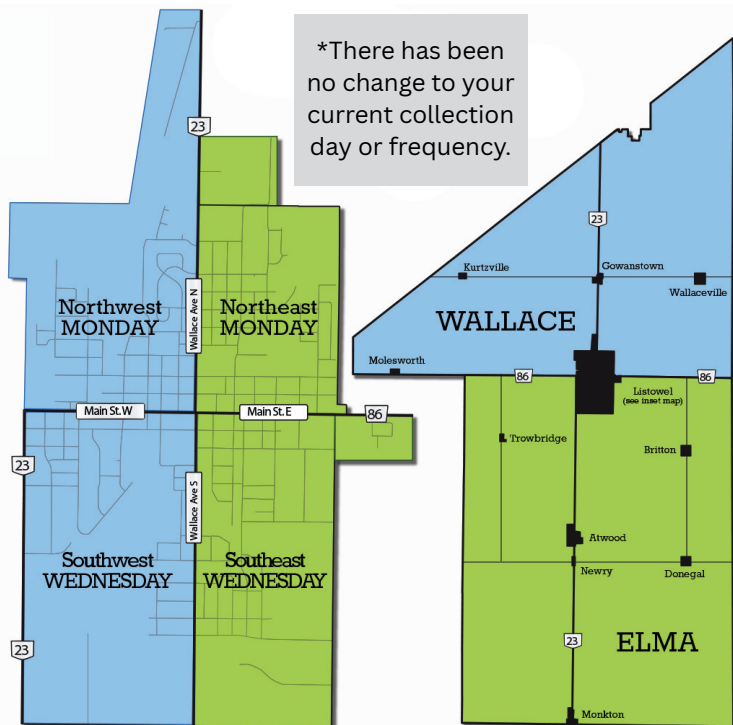 *There has been
no change to your
current collection
day or frequency.
23
Northwest
MONDAY
Wallace Ave N
Northeast
MONDAY
Main St. W
Main St. E
86
23
Wallace Ave S
Southwest
WEDNESDAY
Southeast
WEDNESDAY
23
23
Kurtzville
Gowanstown
Wallaceville
WALLACE
Molesworth
86
86
Listowel
(see inset map)
Trowbridge
Britton
Atwood
Newry
Donegal
23
ELMA
Monkton